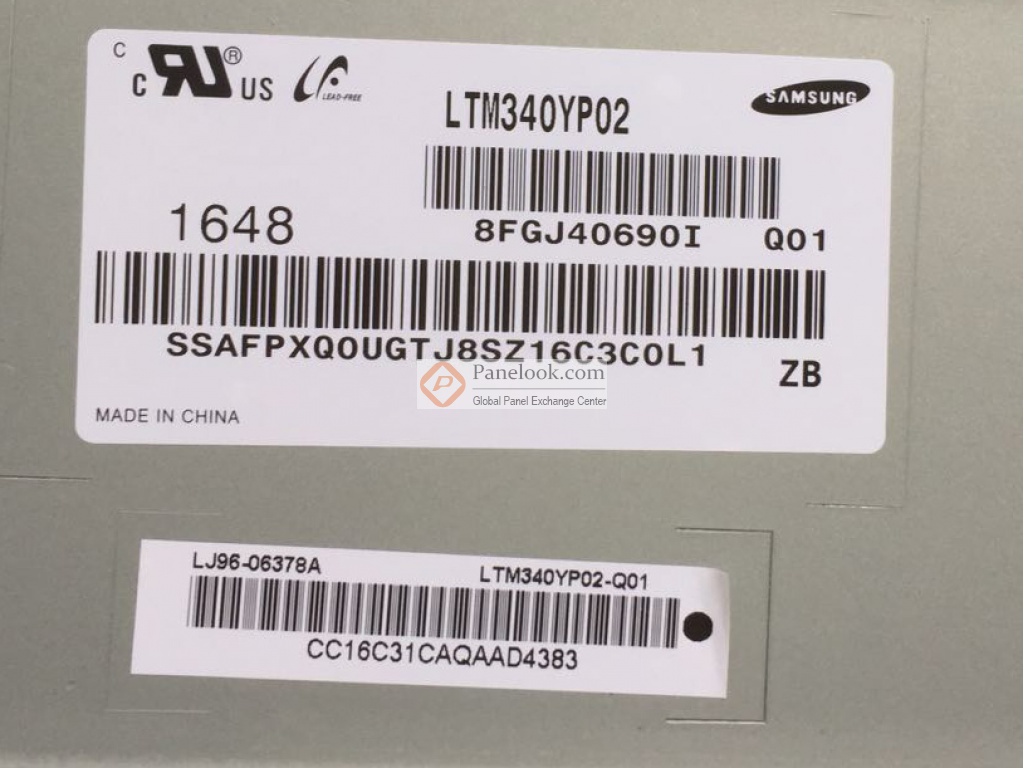 C
C RU® US
LEAD-FREE
SAMSUNG
LTM340YP02
1648
8FGJ40690I Q01
SSAFPXQ0UGTJ8SZ16C3C0L1
ZB
Panelook.com
Global Panel Exchange Center
MADE IN CHINA
LJ96-06378A LTM340YP02-Q01
CC16C31CAQAAD4383